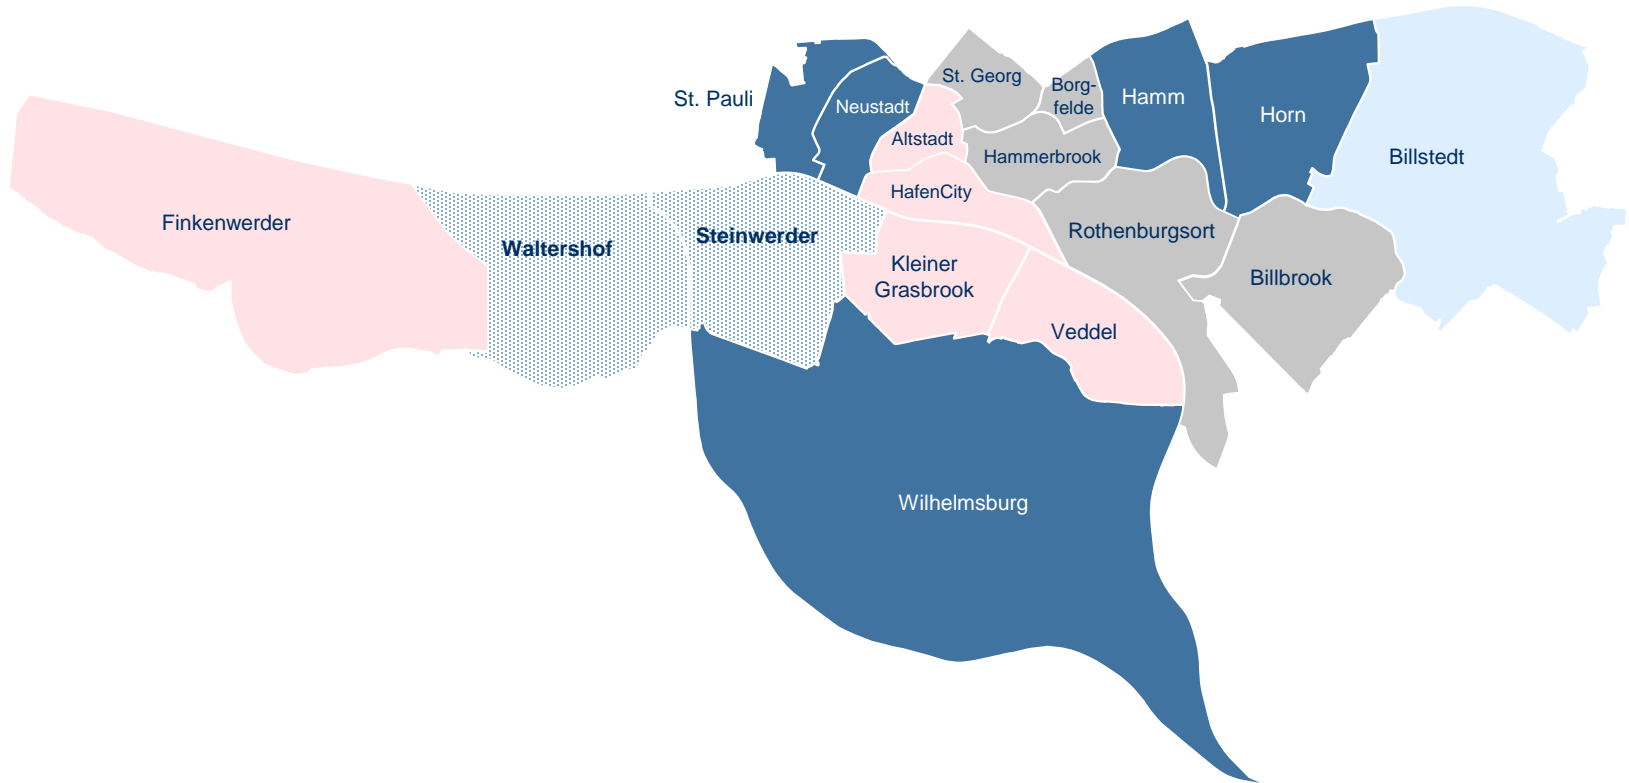 St. Pauli
Neustadt
St. Georg
Borg-
felde
Hamm
Horn
Altstadt
Hammerbrook
Billstedt
HafenCity
Finkenwerder
Waltershof
Steinwerder
Rothenburgsort
Kleiner
Grasbrook
Billbrook
Veddel
Wilhelmsburg